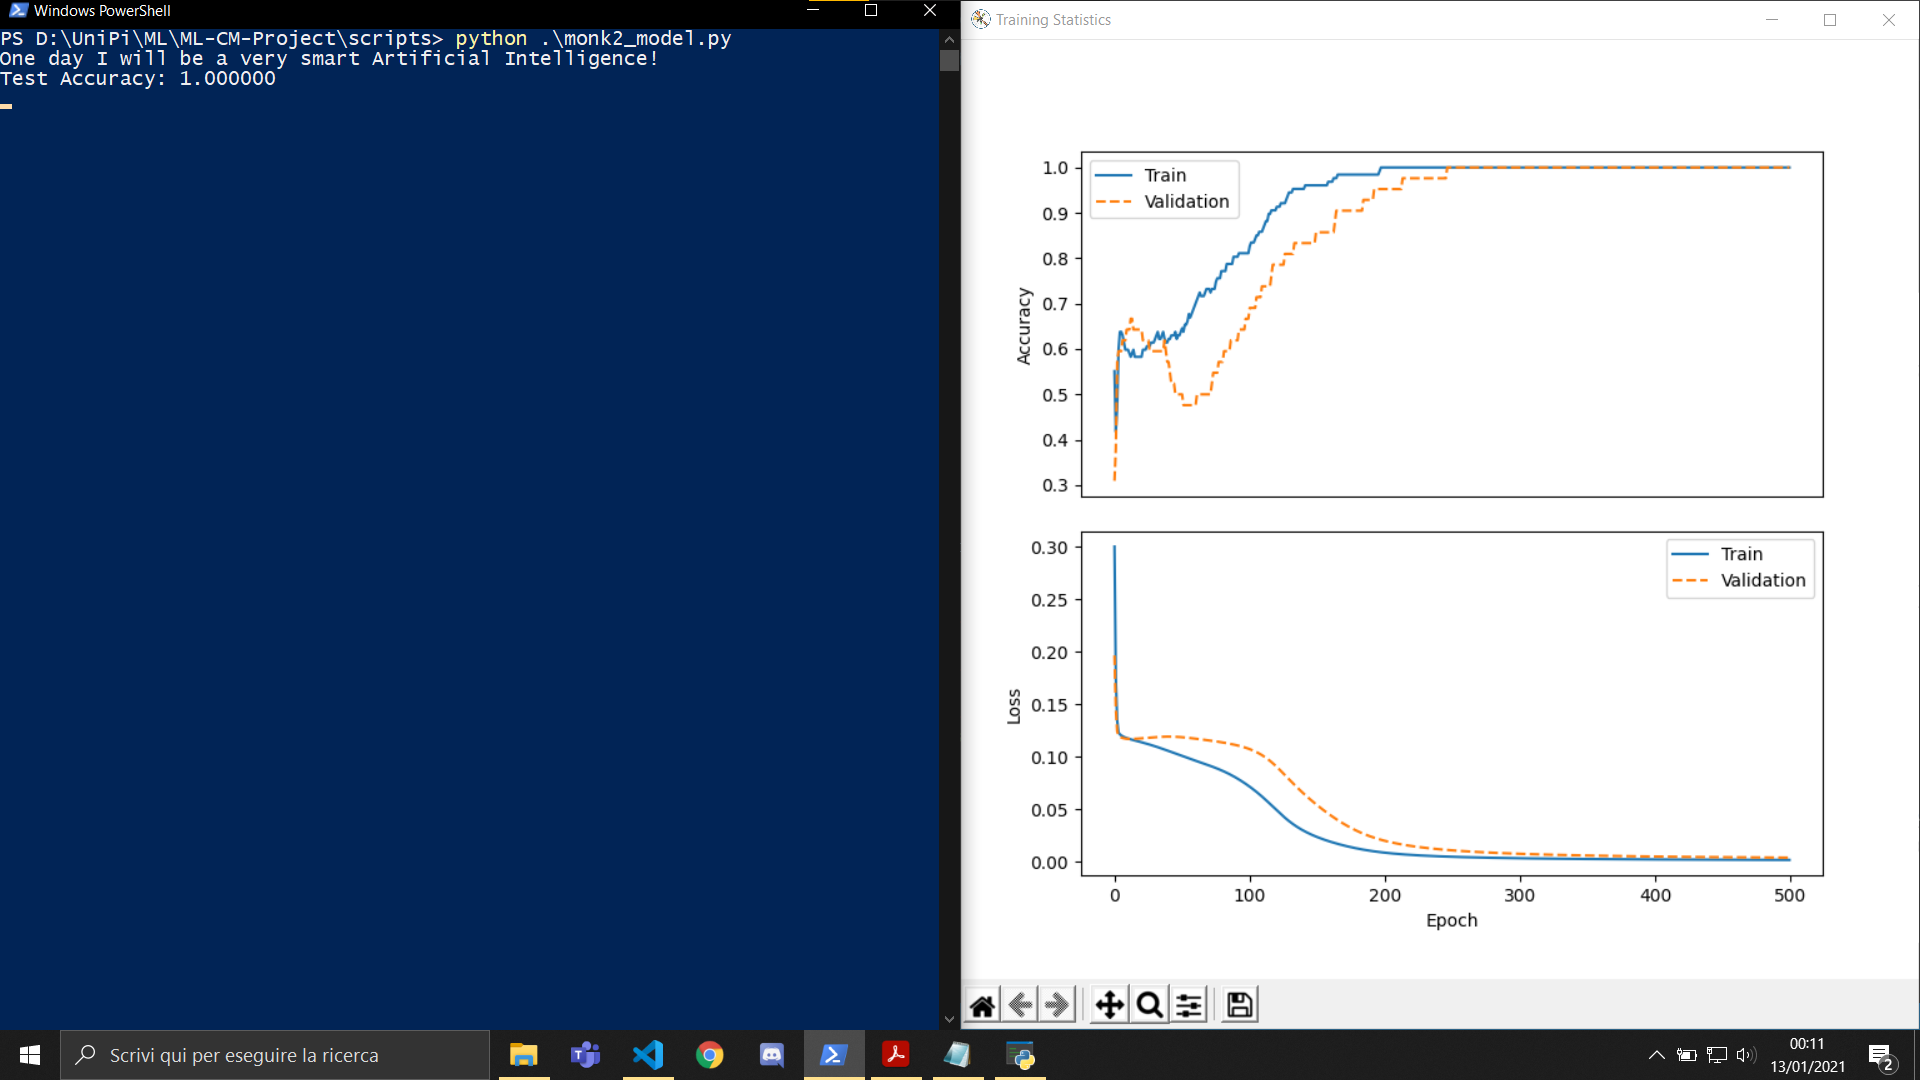 Windows PowerShell
PS D:\UniPi\ML\ML-CM-Project\scripts> python .\monk2_model.py
One day I will be a very smart Artificial Intelligence!
Test Accuracy: 1.000000
Training Statistics
1.0
0.9
0.8
0.7
0.6
0.5
0.4
0.3
Accuracy
Train
Validation
0.30
0.25
0.20
0.15
0.10
0.05
0.00
Loss
Train
Validation
0 100 200 300 400 500
Epoch
Scrivi qui per eseguire la ricerca
00:11
13/01/2021
2